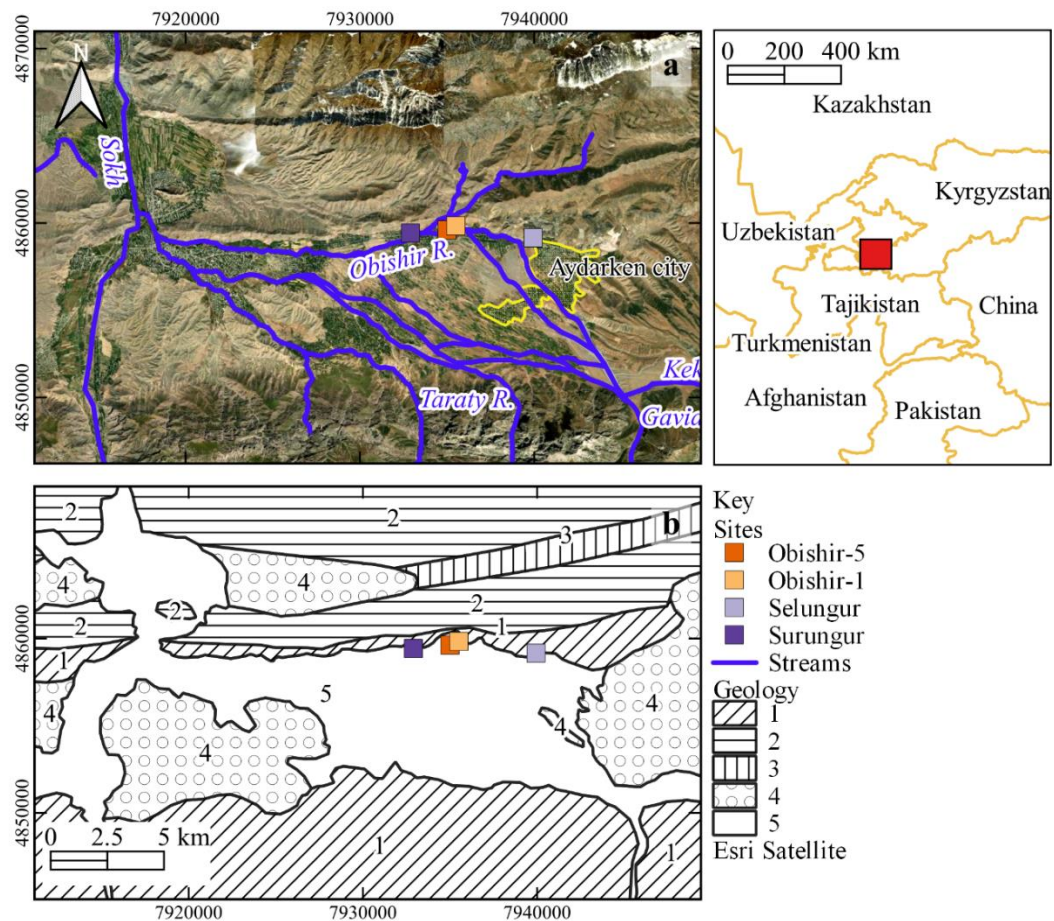 7920000 7930000 7940000
4870000
4860000
4850000
N
a
Sokh
Obishir R.
Aydarken city
Taraty R.
Kek
Gavia
0 200 400 km
Kazakhstan
Kyrgyzstan
Uzbekistan
Tajikistan
China
Turkmenistan
Afghanistan
Pakistan
b
2
2
3
4
4
2
2
2
1
1
4860000
5
4
4
4
4
4850000
1
1
0 2.5 5 km
7920000 7930000 7940000
Key
Sites
Obishir-5
Obishir-1
Selungur
Surungur
Streams
Geology
1
2
3
4
5
Esri Satellite